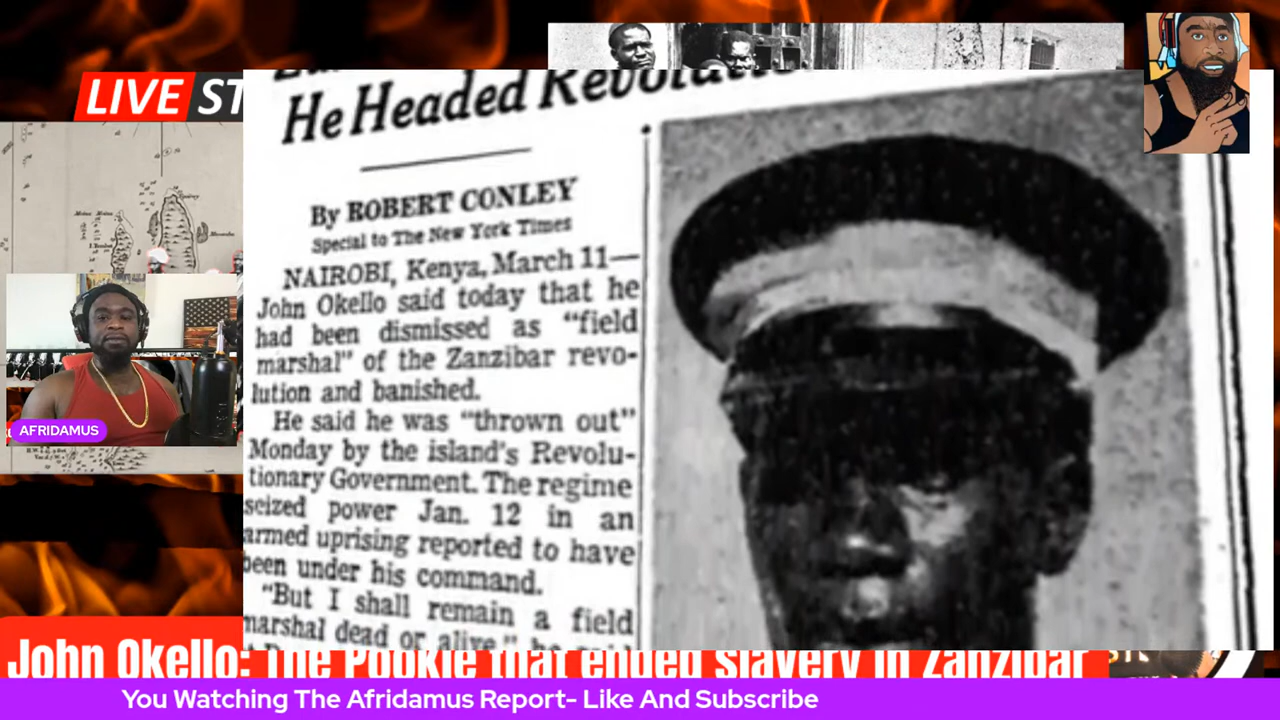 LIVE ST
He Headed
By ROBERT CONLEY
Special to The New York Times
NAIROBI, Kenya, March 11—
John Okello said today that he
had been dismissed as "field
marshal" of the Zanzibar revo-
lution and banished.
He said he was "thrown out"
Monday by the island's Revolu-
tionary Government. The regime
seized power Jan. 12 in an
armed uprising reported to have
been under his command.
"But I shall remain a field
marshal dead or alive,"
AFRIDAMUS
John Okello: The Pookie that ended slavery in Zanzibar
You Watching The Afridamus Report- Like And Subscribe